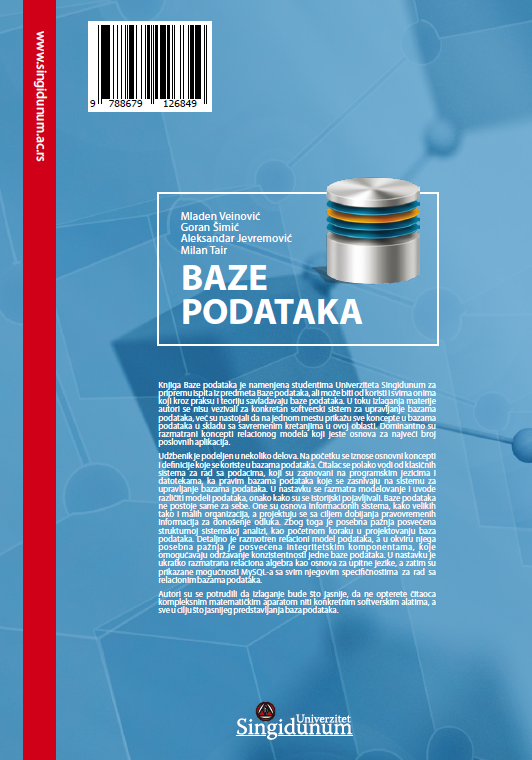 www.singidunum.ac.rs
9 788679 126849
Mladen Veinović
Goran Šimić
Aleksandar Jevremović
Milan Tair
BAZE
PODATAKA
Knjiga Baze podataka je namenjena studentima Univerziteta Singidunum za
pripremu ispita iz predmeta Baze podataka, ali može biti od koristi i svima onima
koji kroz praksu i teoriju savladavaju baze podataka. U toku izlaganja materije
autori se nisu vezivali za konkretan softverski sistem za upravljanje bazama
podataka, već su nastojali da na jednom mestu prikažu sve koncepte u bazama
podataka u skladu sa savremenim kretanjima u ovoj oblasti. Dominantno su
razmatrani koncepti relacionog modela koji jeste osnova za najveći broj
poslovnih aplikacija.
Udžbenik je podeljen u nekoliko delova. Na početku se iznose osnovni koncepti
i definicije koje se koriste u bazama podataka. Čitalac se polako vodi od klasičnih
sistema za rad sa podacima, koji su zasnovani na programskim jezicima i
datotekama, ka pravim bazama podataka koje se zasnivaju na sistemu za
upravljanje bazama podataka. U nastavku se razmatra modelovanje i uvode
različiti modeli podataka, onako kako su se istorijski pojavljivali. Baze podataka
ne postoje same za sebe. One su osnova informacionih sistema, kako velikih
tako i malih organizacija, a projektuju se sa ciljem dobijanja pravovremenih
informacija za donošenje odluka. Zbog toga je posebna pažnja posvećena
strukturnoj sistemskoj analizi, kao početnom koraku u projektovanju baza
podataka. Detaljno je razmotren relacioni model podataka, a u okviru njega
posebna pažnja je posvećena integritetskim komponentama, koje
omogućavaju održavanje konzistentnosti jedne baze podataka. U nastavku je
ukratko razmatrana relaciona algebra kao osnova za upitne jezike, a zatim su
prikazane mogućnosti MySQL-a sa svim njegovim specifičnostima za rad sa
relacionim bazama podataka.
Autori su se potrudili da izlaganje bude što jasnije, da ne opterete čitaoca
kompleksnim matematičkim aparatom niti konkretnim softverskim alatima, a
sve u cilju što jasnijeg predstavljanja baza podataka.
Univerzitet
Singidunum